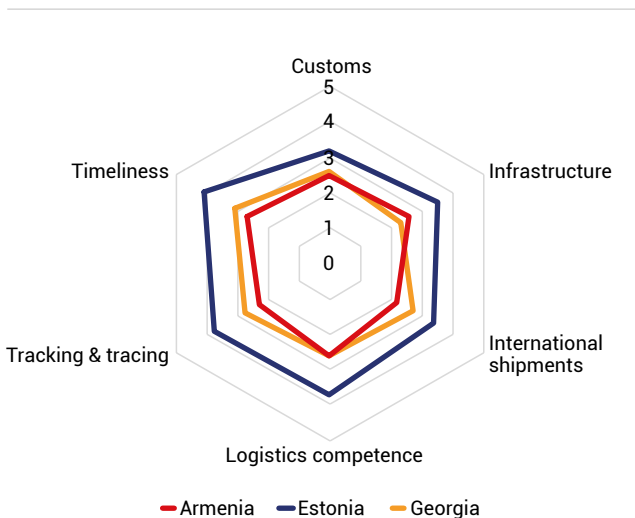 Customs
5
4
3
2
1
0
Timeliness
Infrastructure
Tracking & tracing
International
shipments
Logistics competence
Armenia
Estonia
Georgia